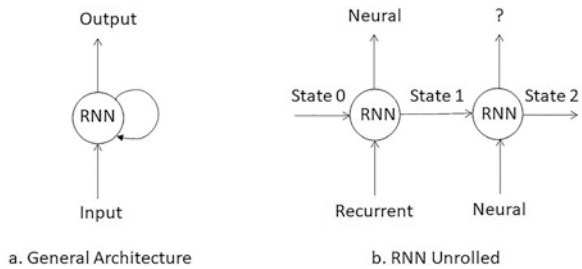 Output
RNN
Input
a. General Architecture
Neural ?
State 0 State 1 State 2
RNN RNN
Recurrent Neural
b. RNN Unrolled